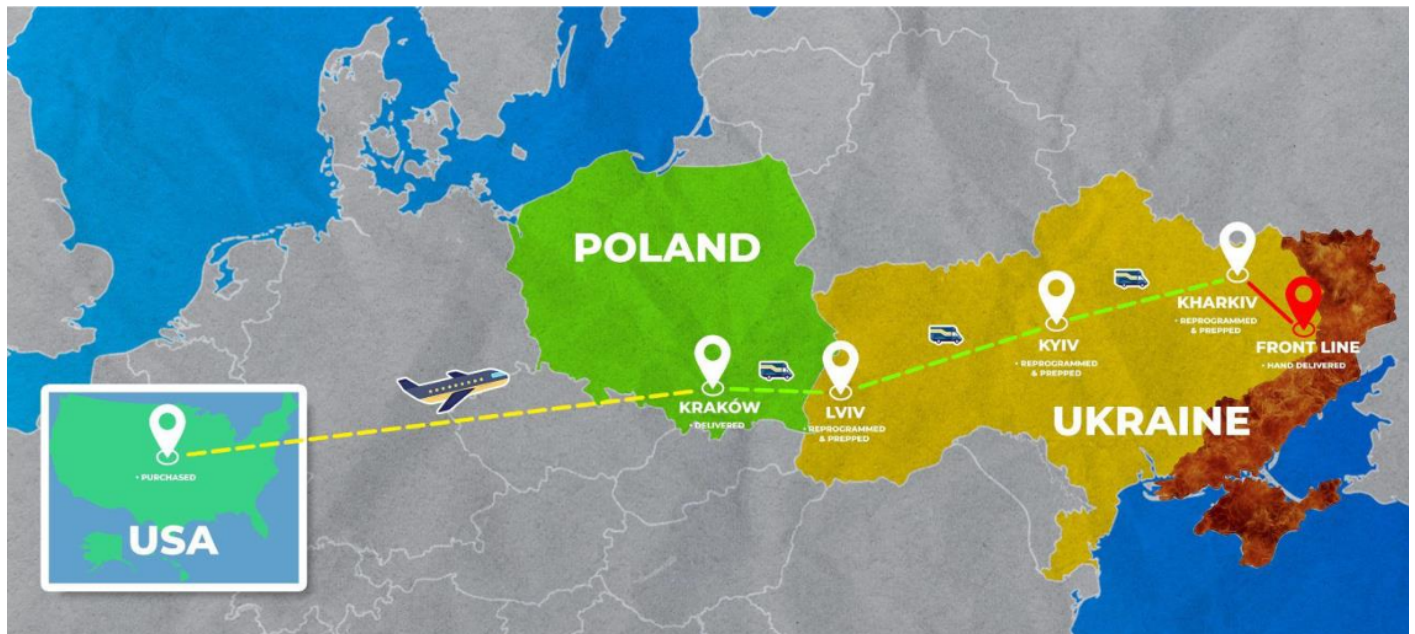 POLAND
KRAKÓW
• DELIVERED
LVIV
• REPROGRAMMED
& PREPPED
KYIV
• REPROGRAMMED
& PREPPED
KHARKIV
• REPROGRAMMED
& PREPPED
FRONT LINE
• HAND DELIVERED
UKRAINE
• PURCHASED
USA